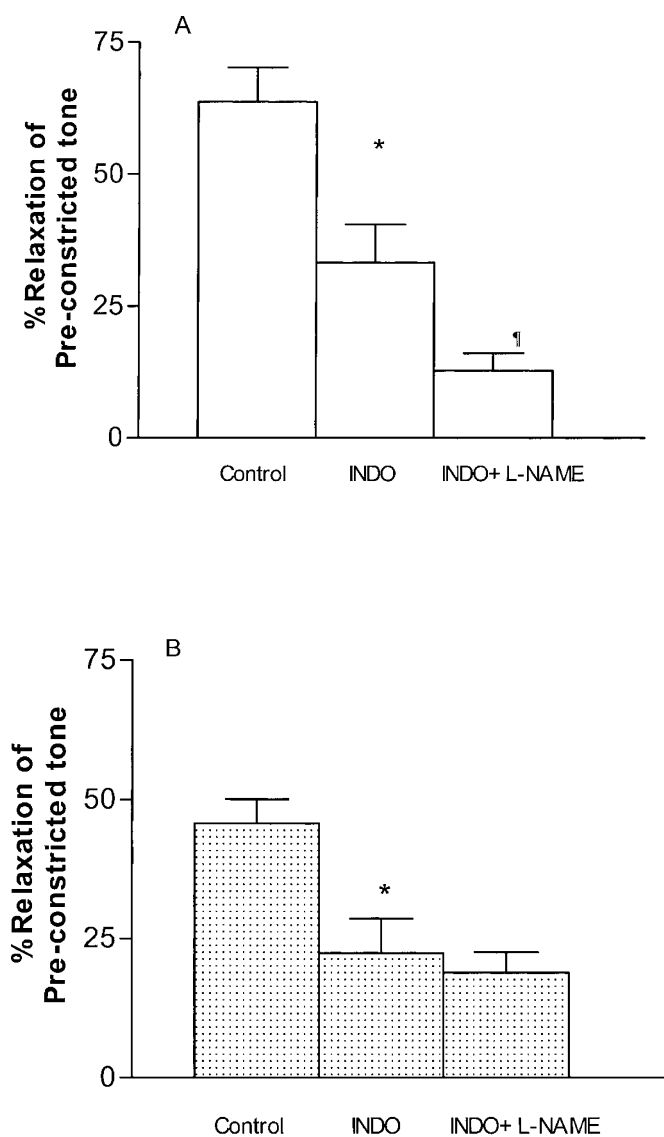 A
75
50
25
0
%Relaxation of
Pre-constricted tone
*
¶
Control INDO INDO+ L-NAME
B
75
50
25
0
%Relaxation of
Pre-constricted tone
*
Control INDO INDO+ L-NAME